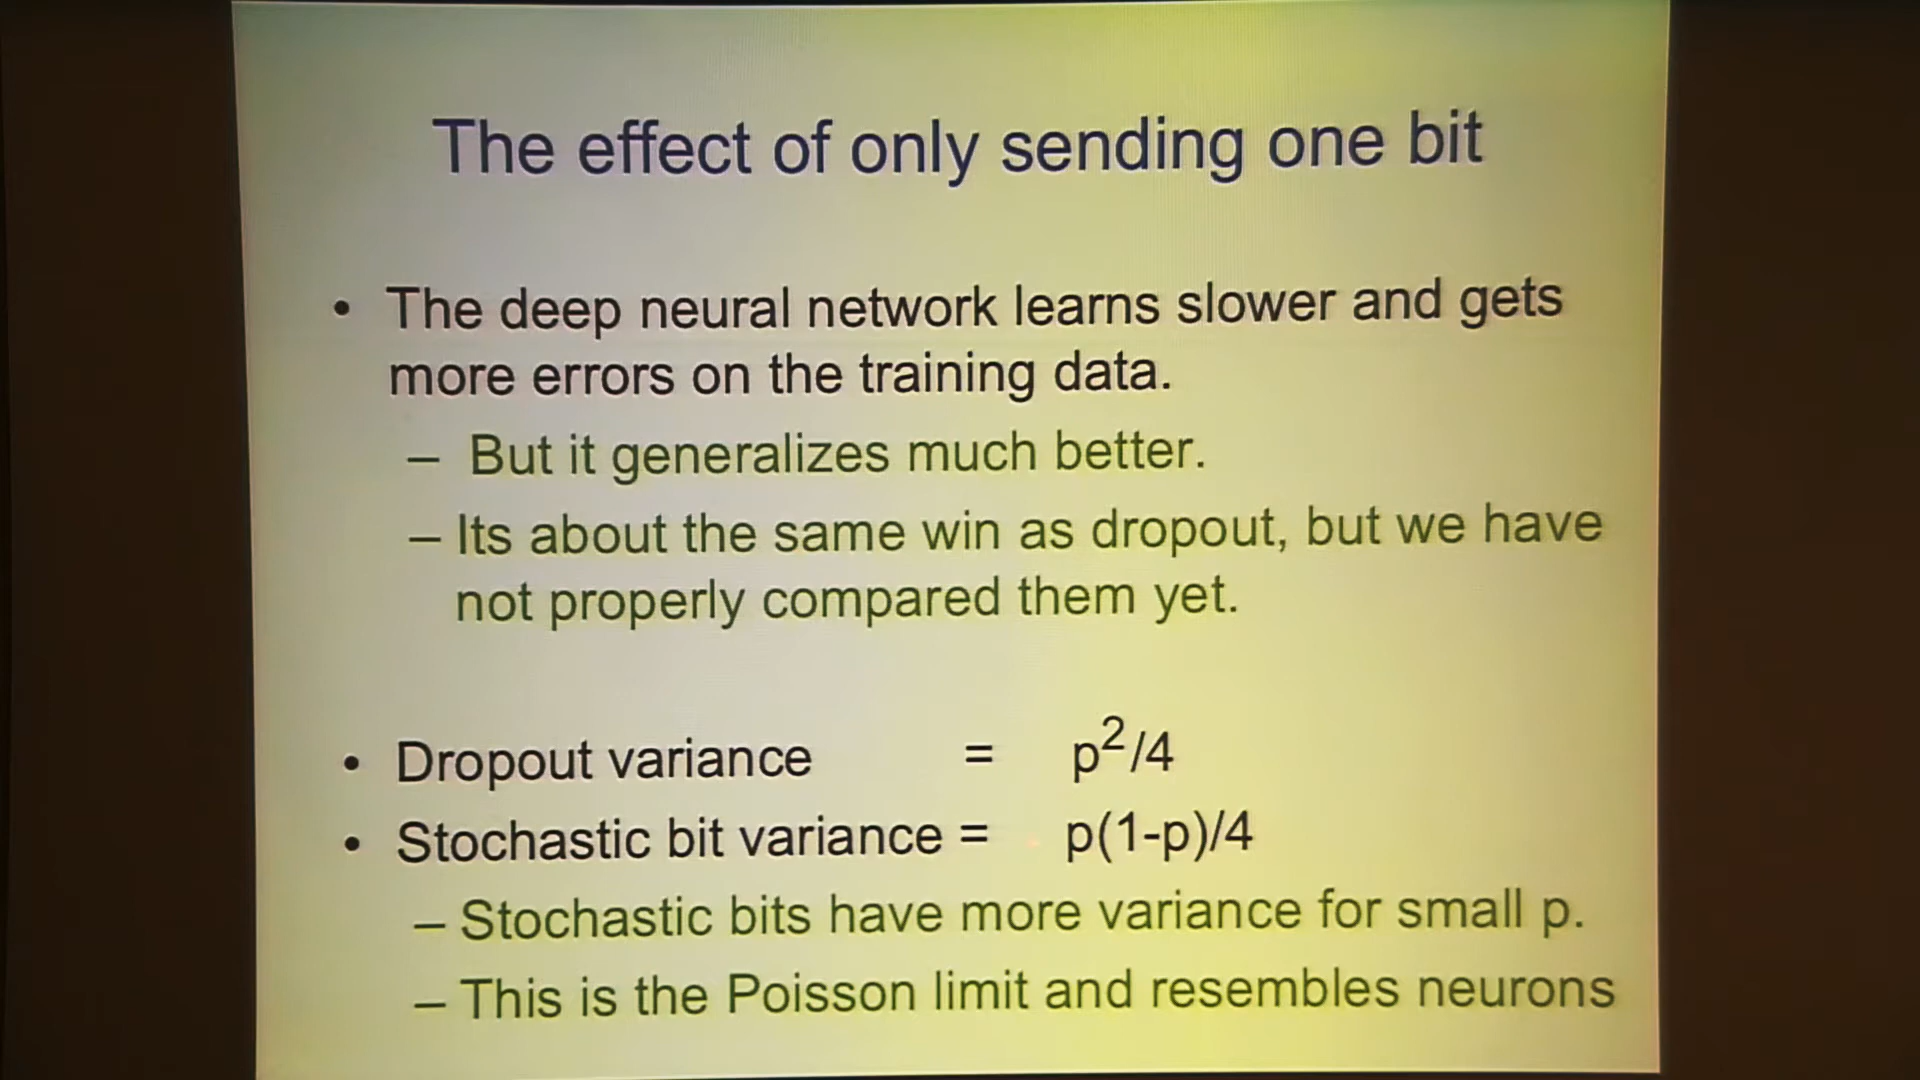 The effect of only sending one bit
• The deep neural network learns slower and gets
more errors on the training data.
– But it generalizes much better.
– Its about the same win as dropout, but we have
not properly compared them yet.
• Dropout variance = p²/4
• Stochastic bit variance = p(1-p)/4
– Stochastic bits have more variance for small p.
– This is the Poisson limit and resembles neurons